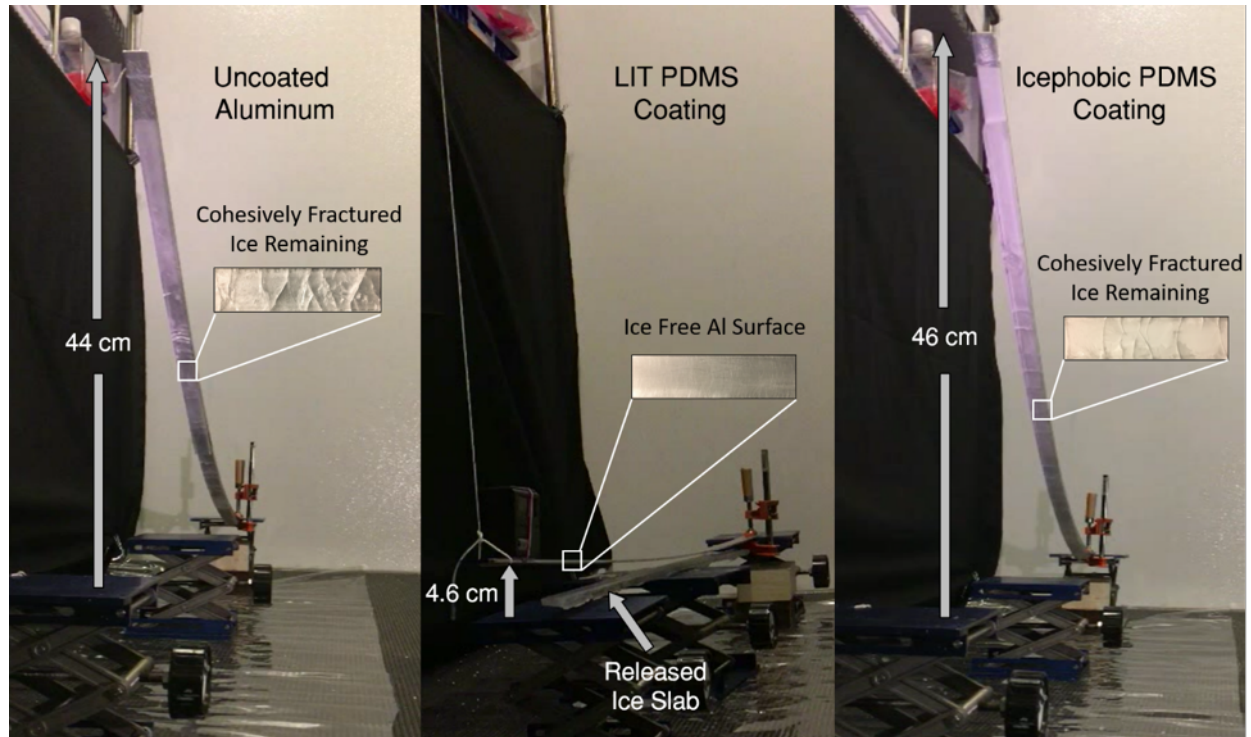 Uncoated
Aluminum
Cohesively Fractured
Ice Remaining
44 cm
LIT PDMS
Coating
Ice Free Al Surface
4.6 cm
Released
Ice Slab
Icephobic PDMS
Coating
Cohesively Fractured
Ice Remaining
46 cm